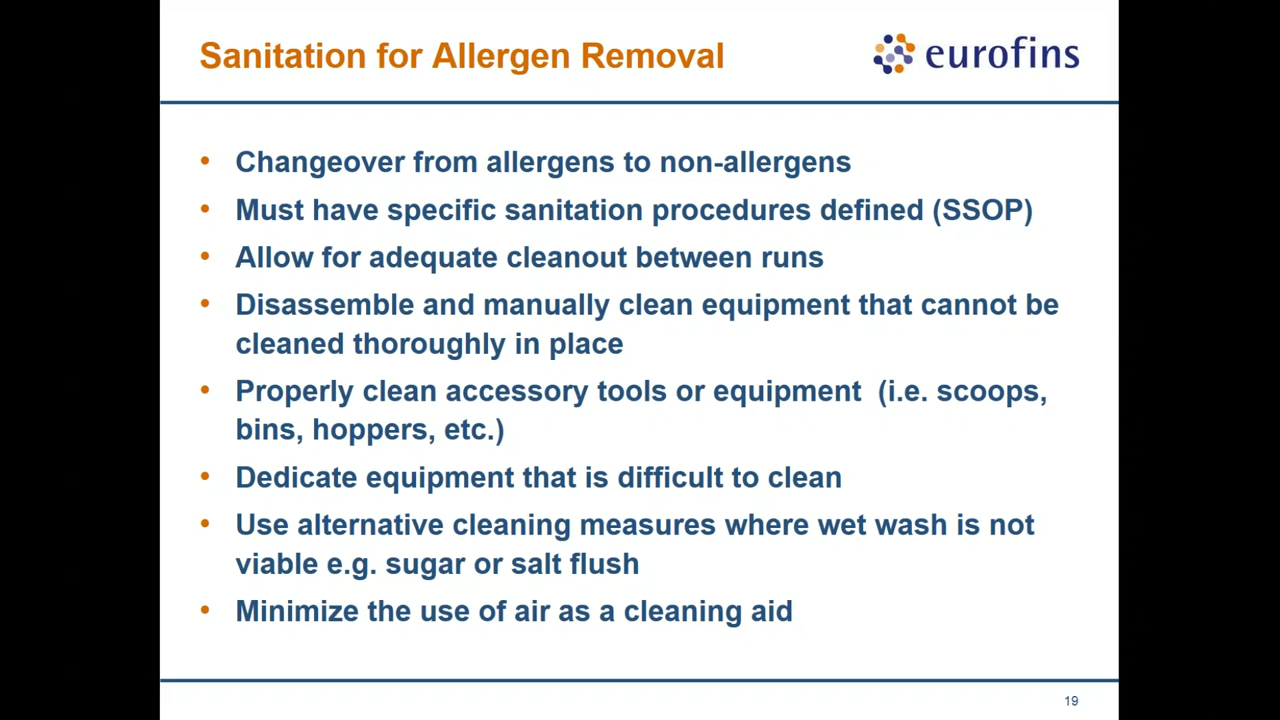 Sanitation for Allergen Removal
eurofins
• Changeover from allergens to non-allergens
• Must have specific sanitation procedures defined (SSOP)
• Allow for adequate cleanout between runs
• Disassemble and manually clean equipment that cannot be
cleaned thoroughly in place
• Properly clean accessory tools or equipment  (i.e. scoops,
bins, hoppers, etc.)
• Dedicate equipment that is difficult to clean
• Use alternative cleaning measures where wet wash is not
viable e.g. sugar or salt flush
• Minimize the use of air as a cleaning aid
19